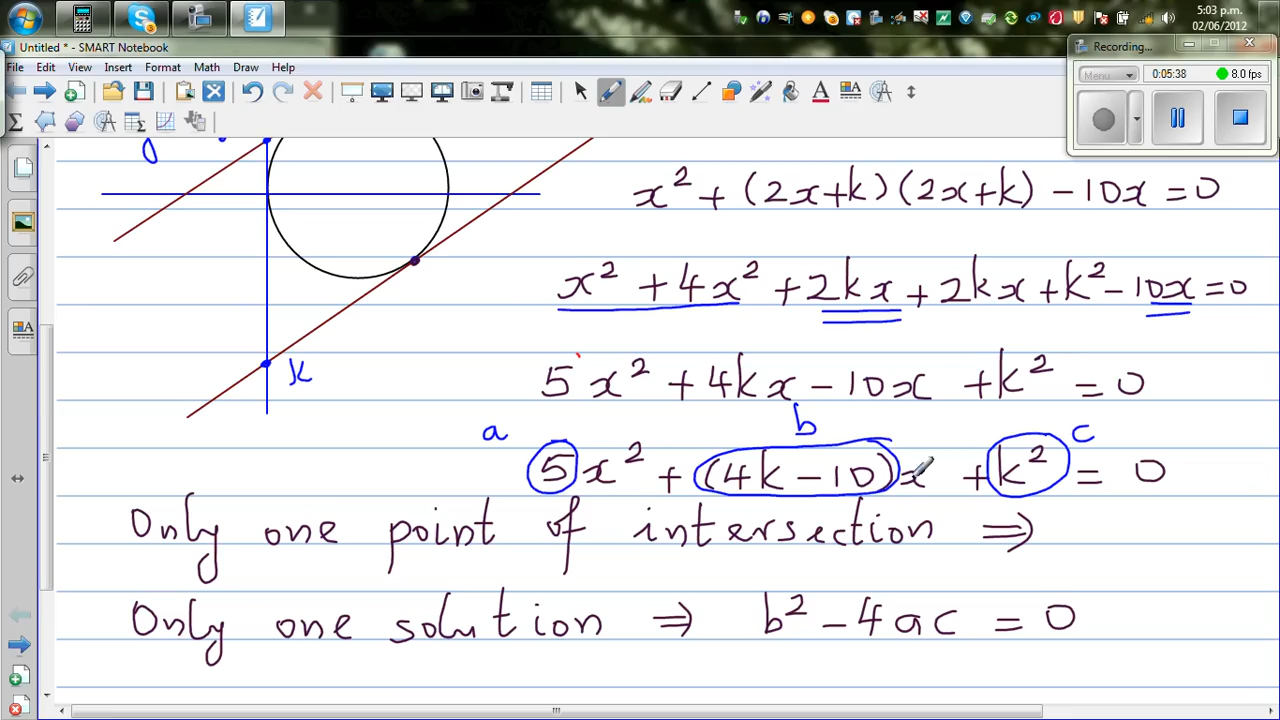 5:03 p.m.
02/06/2012
Untitled * - SMART Notebook
Recording...
File Edit View Insert Format Math Draw Help
Menu
0:05:38
8.0 fps
x² + (2x+k)(2x+k) - 10x = 0
x² + 4x² + 2kx + 2kx + k² - 10x = 0
k
5x² + 4kx - 10x + k² = 0
a b c
5x² + (4k - 10)x + k² = 0
Only one point of intersection ⇒
Only one solution ⇒ b² - 4ac = 0